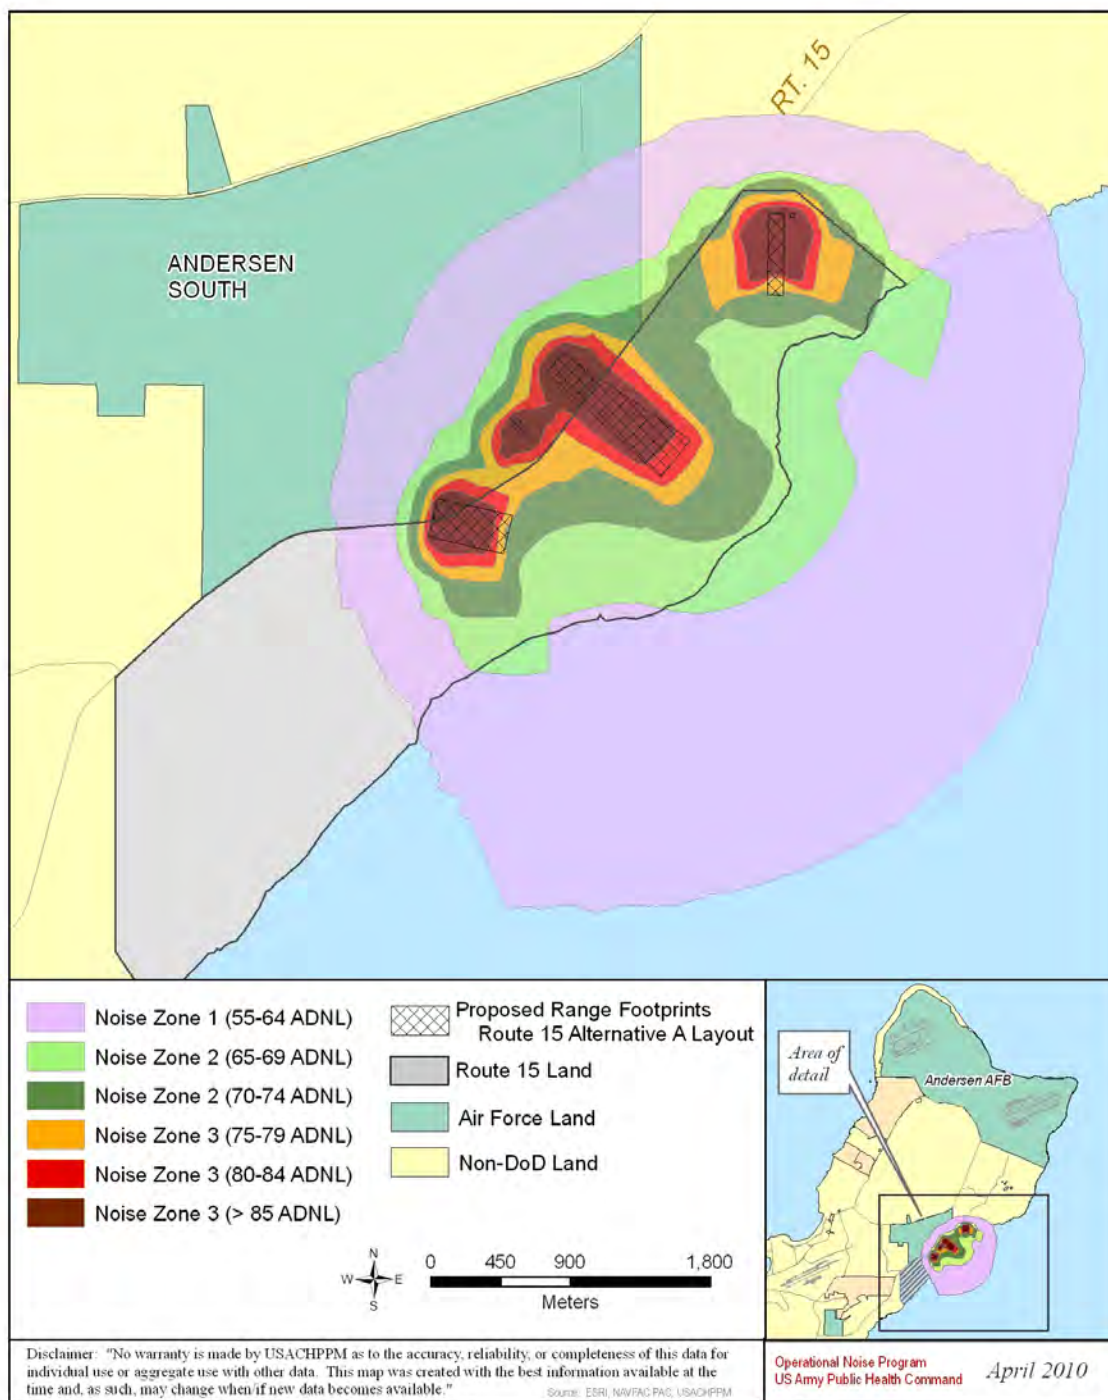 RT. 15
ANDERSEN
SOUTH
Noise Zone 1 (55-64 ADNL)
Noise Zone 2 (65-69 ADNL)
Noise Zone 2 (70-74 ADNL)
Noise Zone 3 (75-79 ADNL)
Noise Zone 3 (80-84 ADNL)
Noise Zone 3 (> 85 ADNL)
Proposed Range Footprints
Route 15 Alternative A Layout
Route 15 Land
Air Force Land
Non-DoD Land
N
W E
S
0 450 900 1,800
Meters
Area of
detail
Andersen AFB
Disclaimer: "No warranty is made by USACHPPM as to the accuracy, reliability, or completeness of this data for
individual use or aggregate use with other data. This map was created with the best information available at the
time and, as such, may change when/if new data becomes available."
Source: ESRI, NAVFAC PAC, USACHPPM
Operational Noise Program
US Army Public Health Command
April 2010